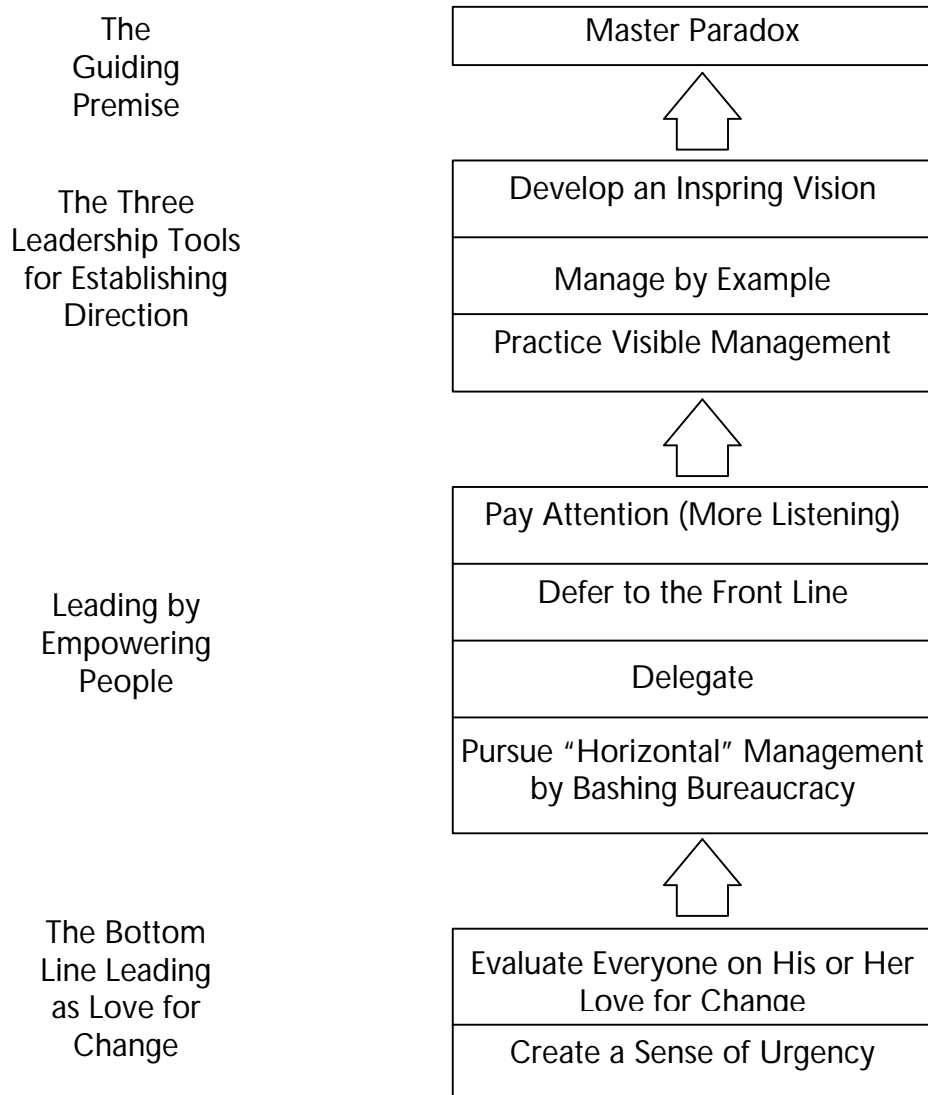 The
Guiding
Premise
Master Paradox
The Three
Leadership Tools
for Establishing
Direction
Develop an Inspring Vision
Manage by Example
Practice Visible Management
Leading by
Empowering
People
Pay Attention (More Listening)
Defer to the Front Line
Delegate
Pursue “Horizontal” Management
by Bashing Bureaucracy
The Bottom
Line Leading
as Love for
Change
Evaluate Everyone on His or Her
Love for Change
Create a Sense of Urgency